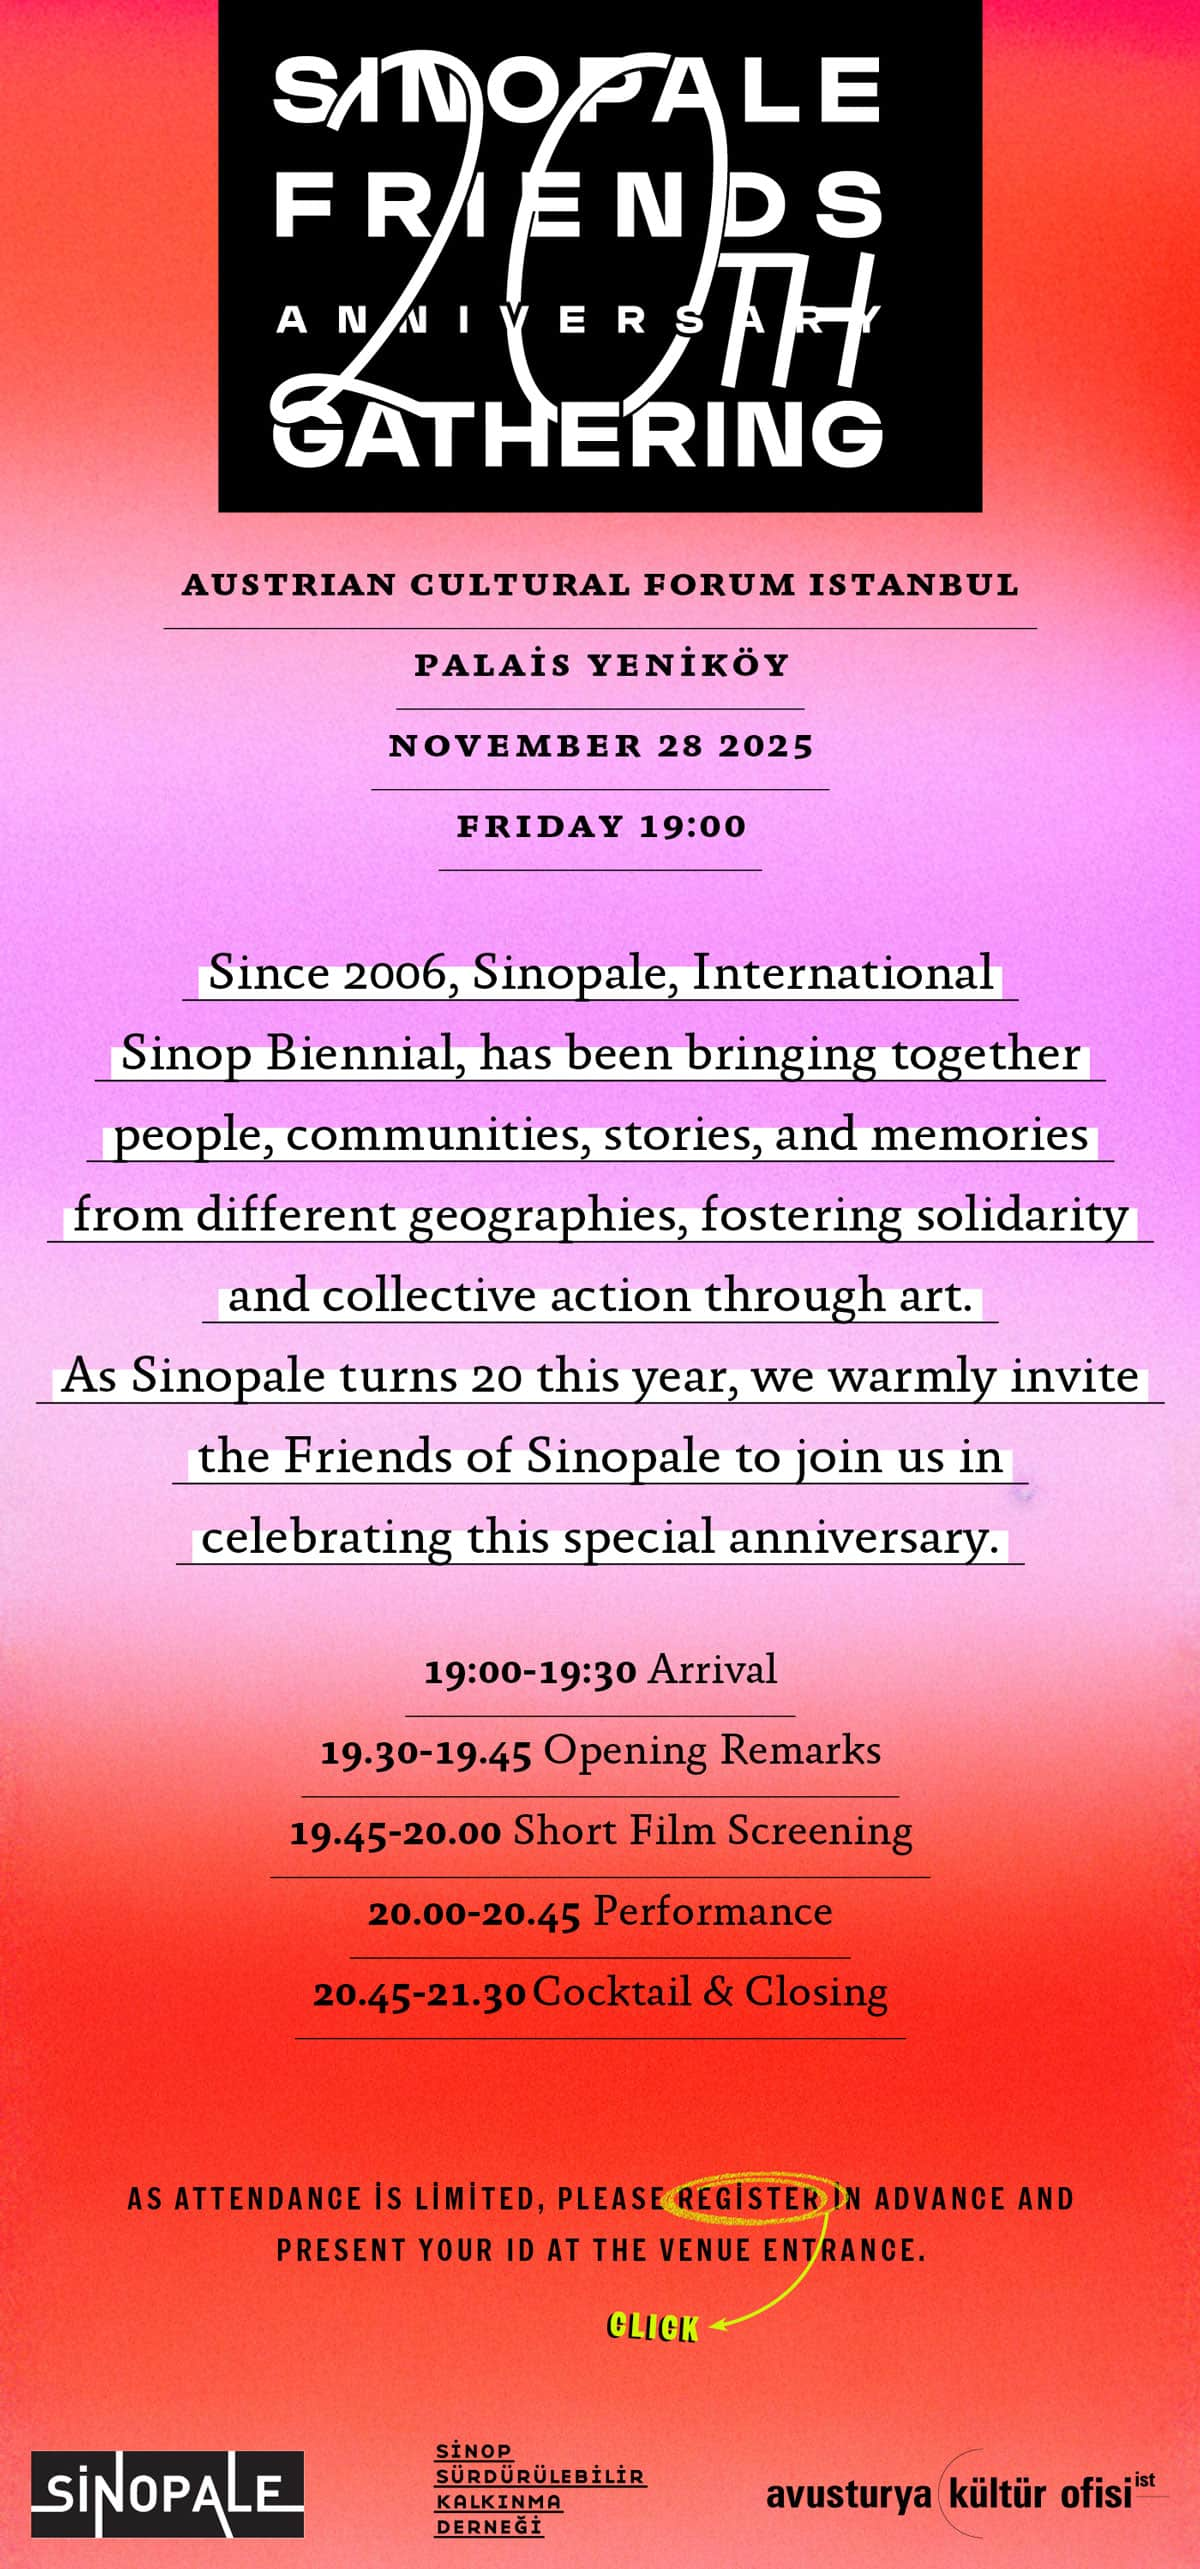 SINOPALE
FRIENDS
20TH
ANNIVERSARY
GATHERING
AUSTRIAN CULTURAL FORUM ISTANBUL
PALAİS YENİKÖY
NOVEMBER 28 2025
FRIDAY 19:00
Since 2006, Sinopale, International
Sinop Biennial, has been bringing together
people, communities, stories, and memories
from different geographies, fostering solidarity
and collective action through art.
As Sinopale turns 20 this year, we warmly invite
the Friends of Sinopale to join us in
celebrating this special anniversary.
19:00-19:30 Arrival
19.30-19.45 Opening Remarks
19.45-20.00 Short Film Screening
20.00-20.45 Performance
20.45-21.30 Cocktail & Closing
AS ATTENDANCE İS LİMİTED, PLEASE REGİSTER İN ADVANCE AND
PRESENT YOUR ID AT THE VENUE ENTRANCE.
CLICK
SİNOPALE
SİNOP
SÜRDÜRÜLEBİLİR
KALKINMA
DERNEĞİ
avusturya kültür ofisi ist